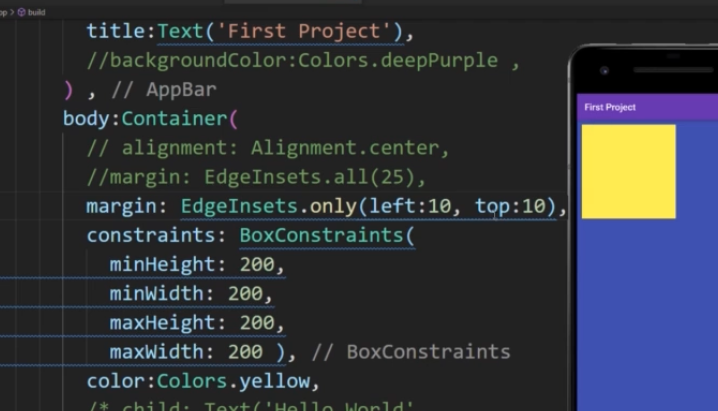 build
title:Text('First Project'),
//backgroundColor:Colors.deepPurple ,
) , // AppBar
body:Container(
// alignment: Alignment.center,
//margin: EdgeInsets.all(25),
margin: EdgeInsets.only(left:10, top:10),
constraints: BoxConstraints(
minHeight: 200,
minWidth: 200,
maxHeight: 200,
maxWidth: 200 ), // BoxConstraints
color:Colors.yellow,
/* child: Text('Hello World'
First Project